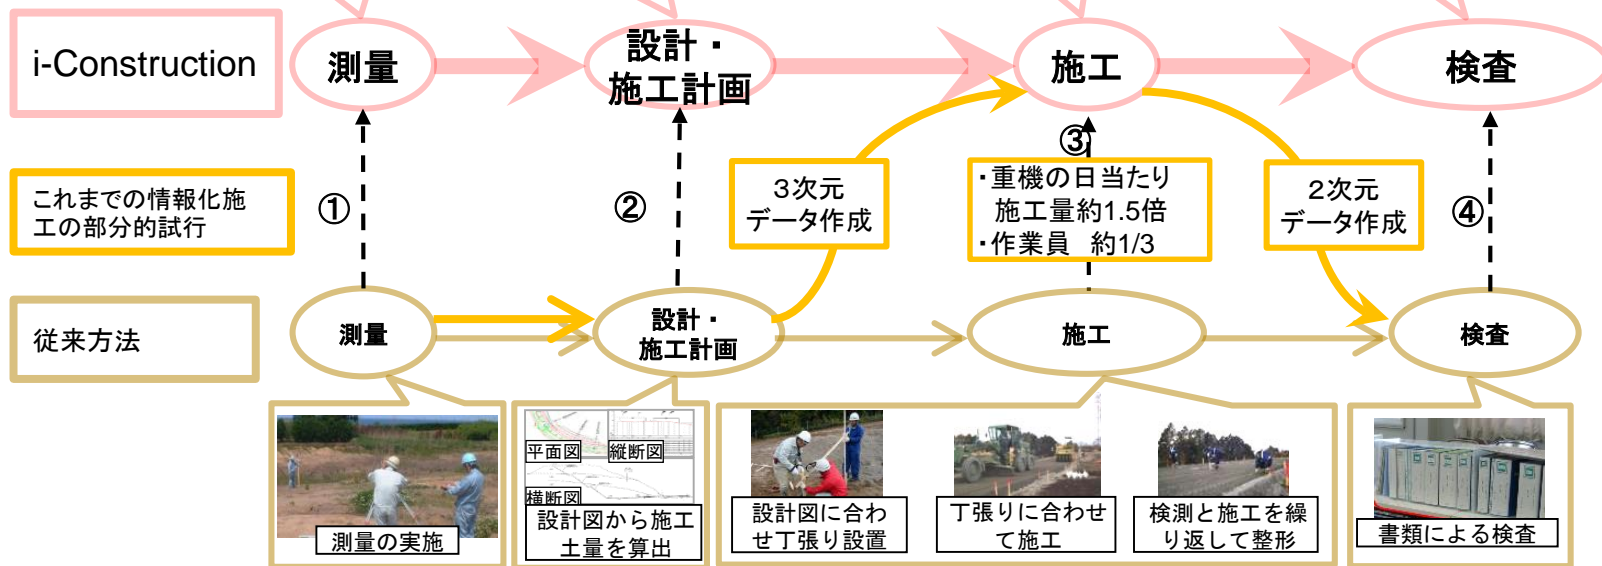 i-Construction
測量
設計・
施工計画
施工
検査
これまでの情報化施
工の部分的試行
①
②
3次元
データ作成
③
・重機の日当たり
施工量約1.5倍
・作業員 約1/3
2次元
データ作成
④
従来方法
測量
設計・
施工計画
施工
検査
測量の実施
平面図
縦断図
横断図
設計図から施工
土量を算出
設計図に合わ
せ丁張り設置
丁張りに合わせ
て施工
検測と施工を繰
り返して整形
書類による検査